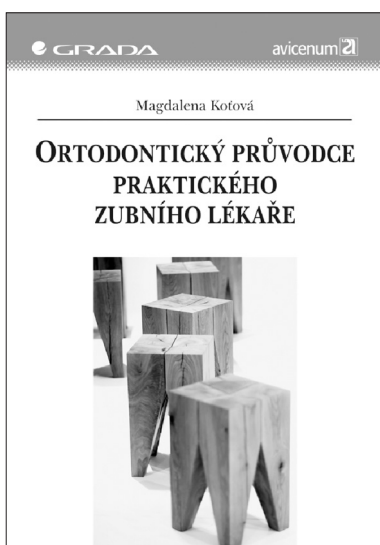 GRADA
avicenum
Magdalena Koťová
ORTODONTICKÝ PRŮVODCE
PRAKTICKÉHO
ZUBNÍHO LÉKAŘE